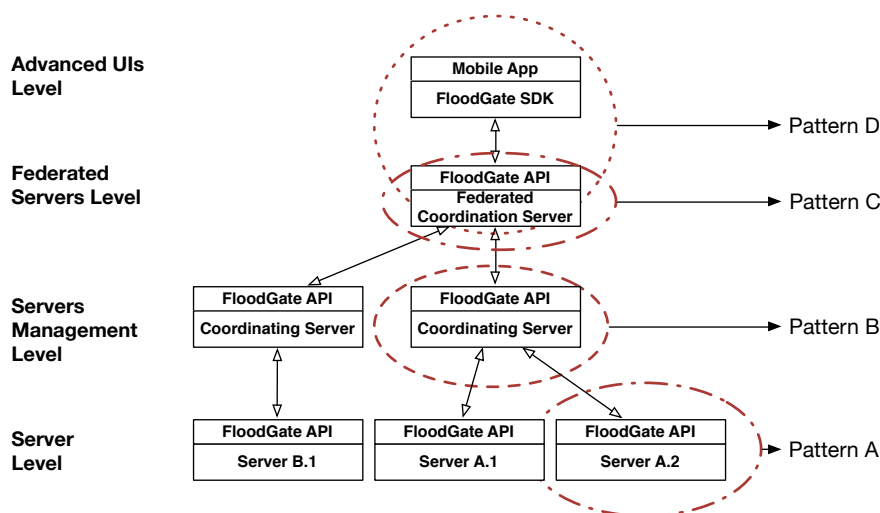 Advanced UIs
Level
Mobile App
FloodGate SDK
Pattern D
Federated
Servers Level
FloodGate API
Federated
Coordination Server
Pattern C
Servers
Management
Level
FloodGate API
Coordinating Server
FloodGate API
Coordinating Server
Pattern B
Server
Level
FloodGate API
Server B.1
FloodGate API
Server A.1
FloodGate API
Server A.2
Pattern A